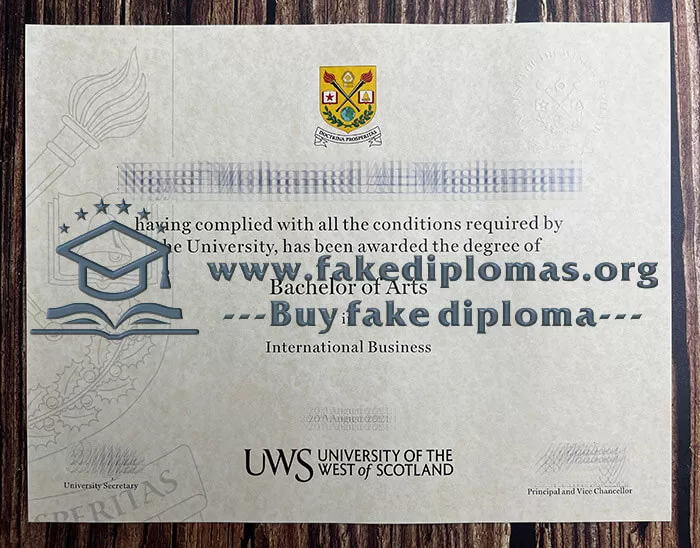 DOCTRINA PROSPERITAS
having complied with all the conditions required by
the University, has been awarded the degree of
www.fakediplomas.org
Bachelor of Arts
---Buy fake diploma---
International Business
UWS UNIVERSITY OF THE
WEST of SCOTLAND
University Secretary
Principal and Vice Chancellor
SPERITAS